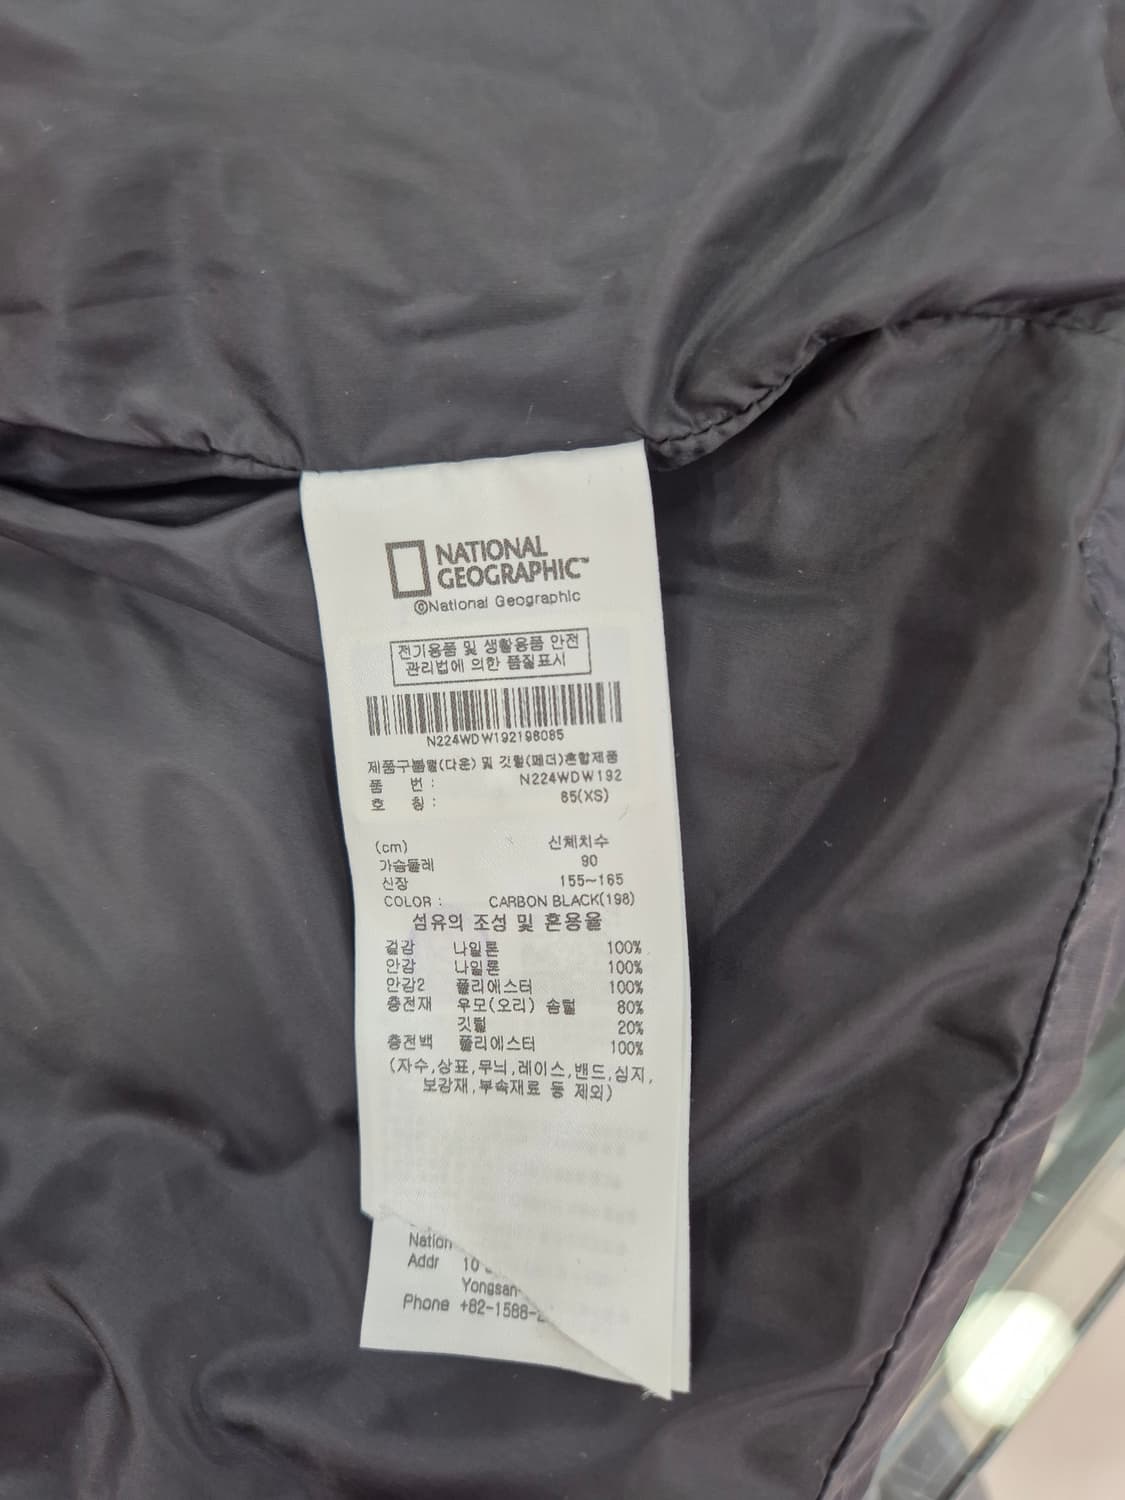 NATIONAL
GEOGRAPHIC™
©National Geographic
전기용품 및 생활용품 안전
관리법에 의한 품질표시
N224WDW192198085
제품구분 솜털(다운) 및 깃털(페더)혼합제품
품 번 : N224WDW192
호 칭 : 85(XS)
(cm) 신체치수
가슴둘레 90
신장 155~165
COLOR : CARBON BLACK(198)
섬유의 조성 및 혼용율
겉감 나일론 100%
안감 나일론 100%
안감2 폴리에스터 100%
충전재 우모(오리) 솜털 80%
깃털 20%
충전백 폴리에스터 100%
(자수,상표,무늬,레이스,밴드,심지,
보강재,부속재료 등 제외)
Nation
Addr 10
Yongsan-
Phone +82-1588-